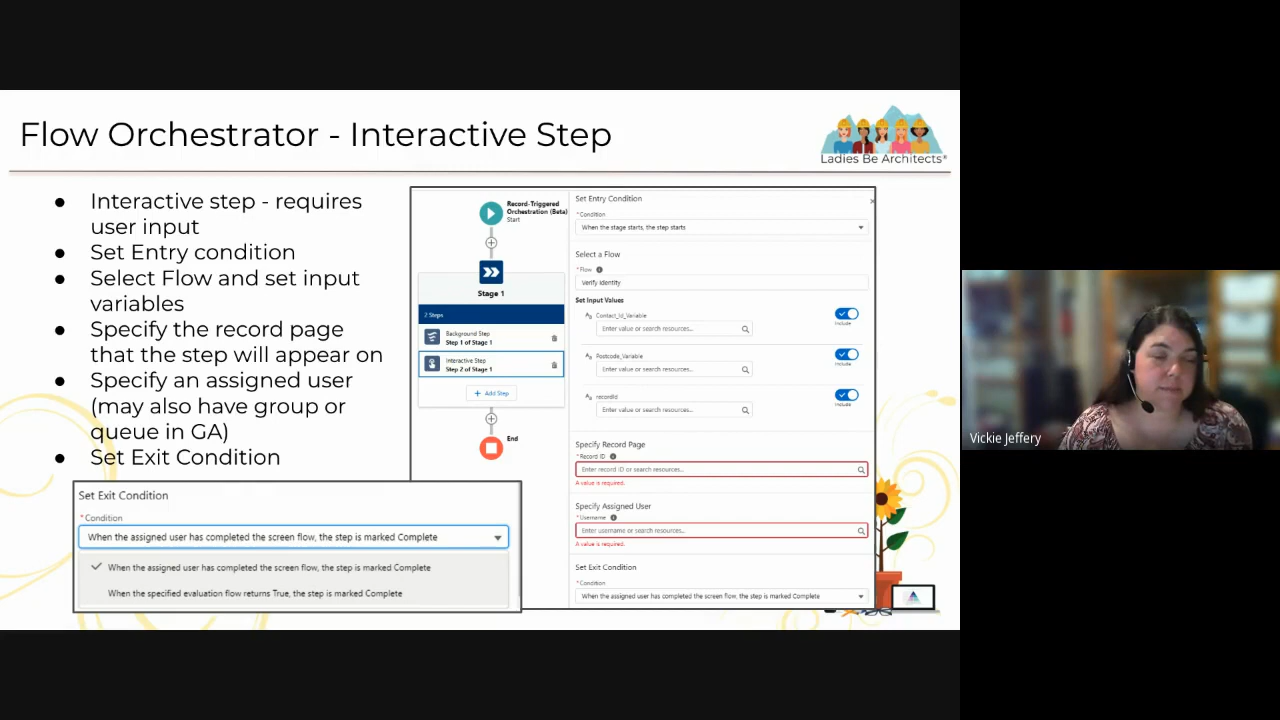 Flow Orchestrator - Interactive Step
Ladies Be Architects*
● Interactive step - requires
user input
● Set Entry condition
● Select Flow and set input
variables
● Specify the record page
that the step will appear on
● Specify an assigned user
(may also have group or
queue in GA)
● Set Exit Condition
Record-Triggered
Orchestration (Beta)
Start
Stage 1
2 Steps
Background Step
Step 1 of Stage 1
Interactive Step
Step 2 of Stage 1
+ Add Step
End
Set Entry Condition
* Condition
When the stage starts, the step starts
Select a Flow
* Flow
Verify Identity
Set Input Values
Contact_Id_Variable
Enter value or search resources...
Include
Postcode_Variable
Enter value or search resources...
Include
recordId
Enter value or search resources...
Include
Specify Record Page
* Record ID
Enter record ID or search resources...
A value is required.
Specify Assigned User
* Username
Enter username or search resources...
A value is required.
Set Exit Condition
* Condition
When the assigned user has completed the screen flow, the step is marked Complete
Set Exit Condition
* Condition
When the assigned user has completed the screen flow, the step is marked Complete
When the assigned user has completed the screen flow, the step is marked Complete
When the specified evaluation flow returns True, the step is marked Complete
Vickie Jeffery